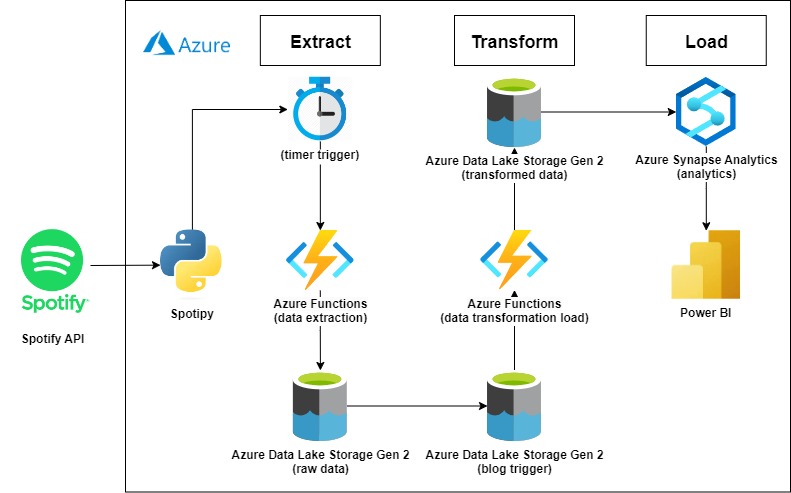 Azure
Extract
Transform
Load
(timer trigger)
Azure Data Lake Storage Gen 2
(transformed data)
Azure Synapse Analytics
(analytics)
Spotify
Spotify API
Spotipy
Azure Functions
(data extraction)
Azure Functions
(data transformation load)
Power BI
Azure Data Lake Storage Gen 2
(raw data)
Azure Data Lake Storage Gen 2
(blog trigger)